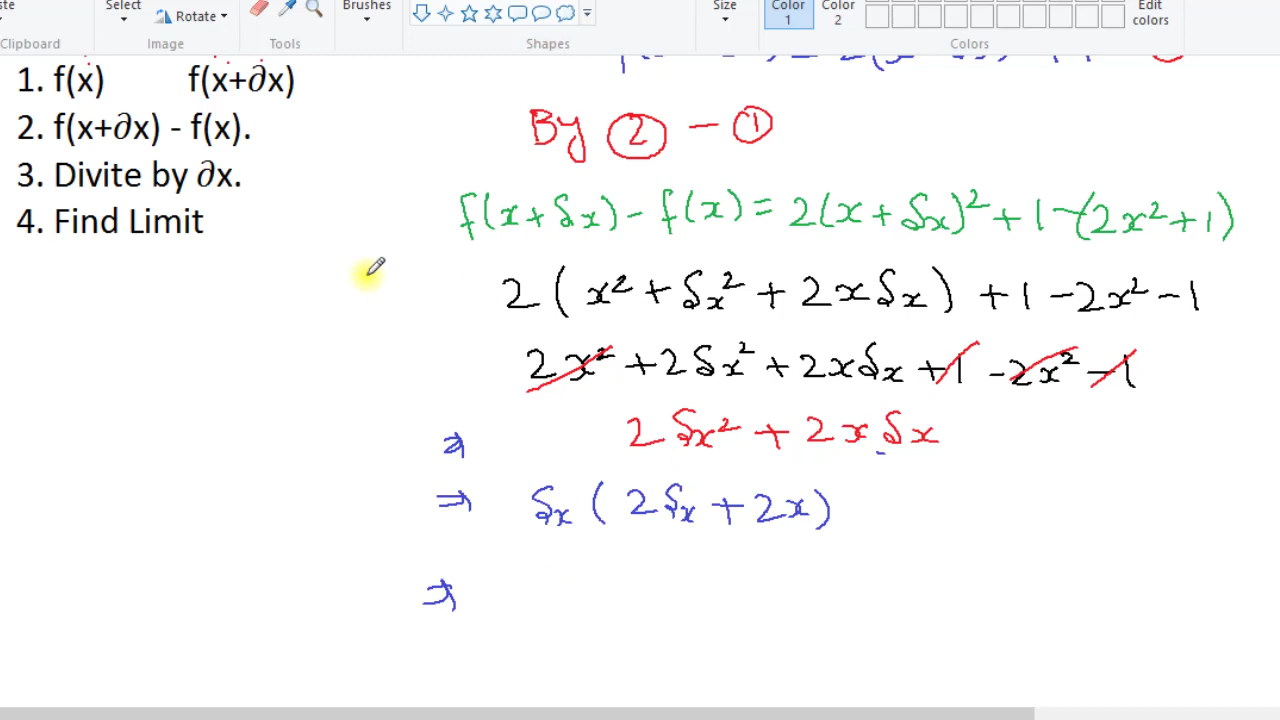 ste
Select
Rotate
Brushes
Size
Color 1
Color 2
Edit colors
Clipboard
Image
Tools
Shapes
Colors
1. f(x) f(x+∂x)
2. f(x+∂x) - f(x).
3. Divite by ∂x.
4. Find Limit
By ② - ①
f(x+δx) - f(x) = 2(x+δx)² + 1 -(2x²+1)
2(x² + δx² + 2xδx) + 1 - 2x² - 1
2x² + 2δx² + 2xδx + 1 - 2x² - 1
⇒ 2δx² + 2xδx
⇒ δx(2δx + 2x)
⇒